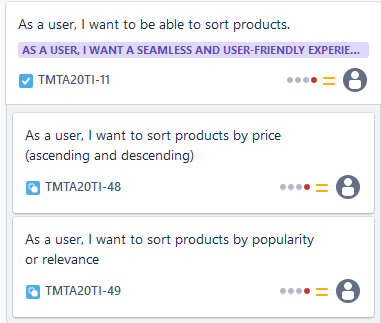 As a user, I want to be able to sort products.
AS A USER, I WANT A SEAMLESS AND USER-FRIENDLY EXPERIE...
TMTA20TI-11
As a user, I want to sort products by price
(ascending and descending)
TMTA20TI-48
As a user, I want to sort products by popularity
or relevance
TMTA20TI-49